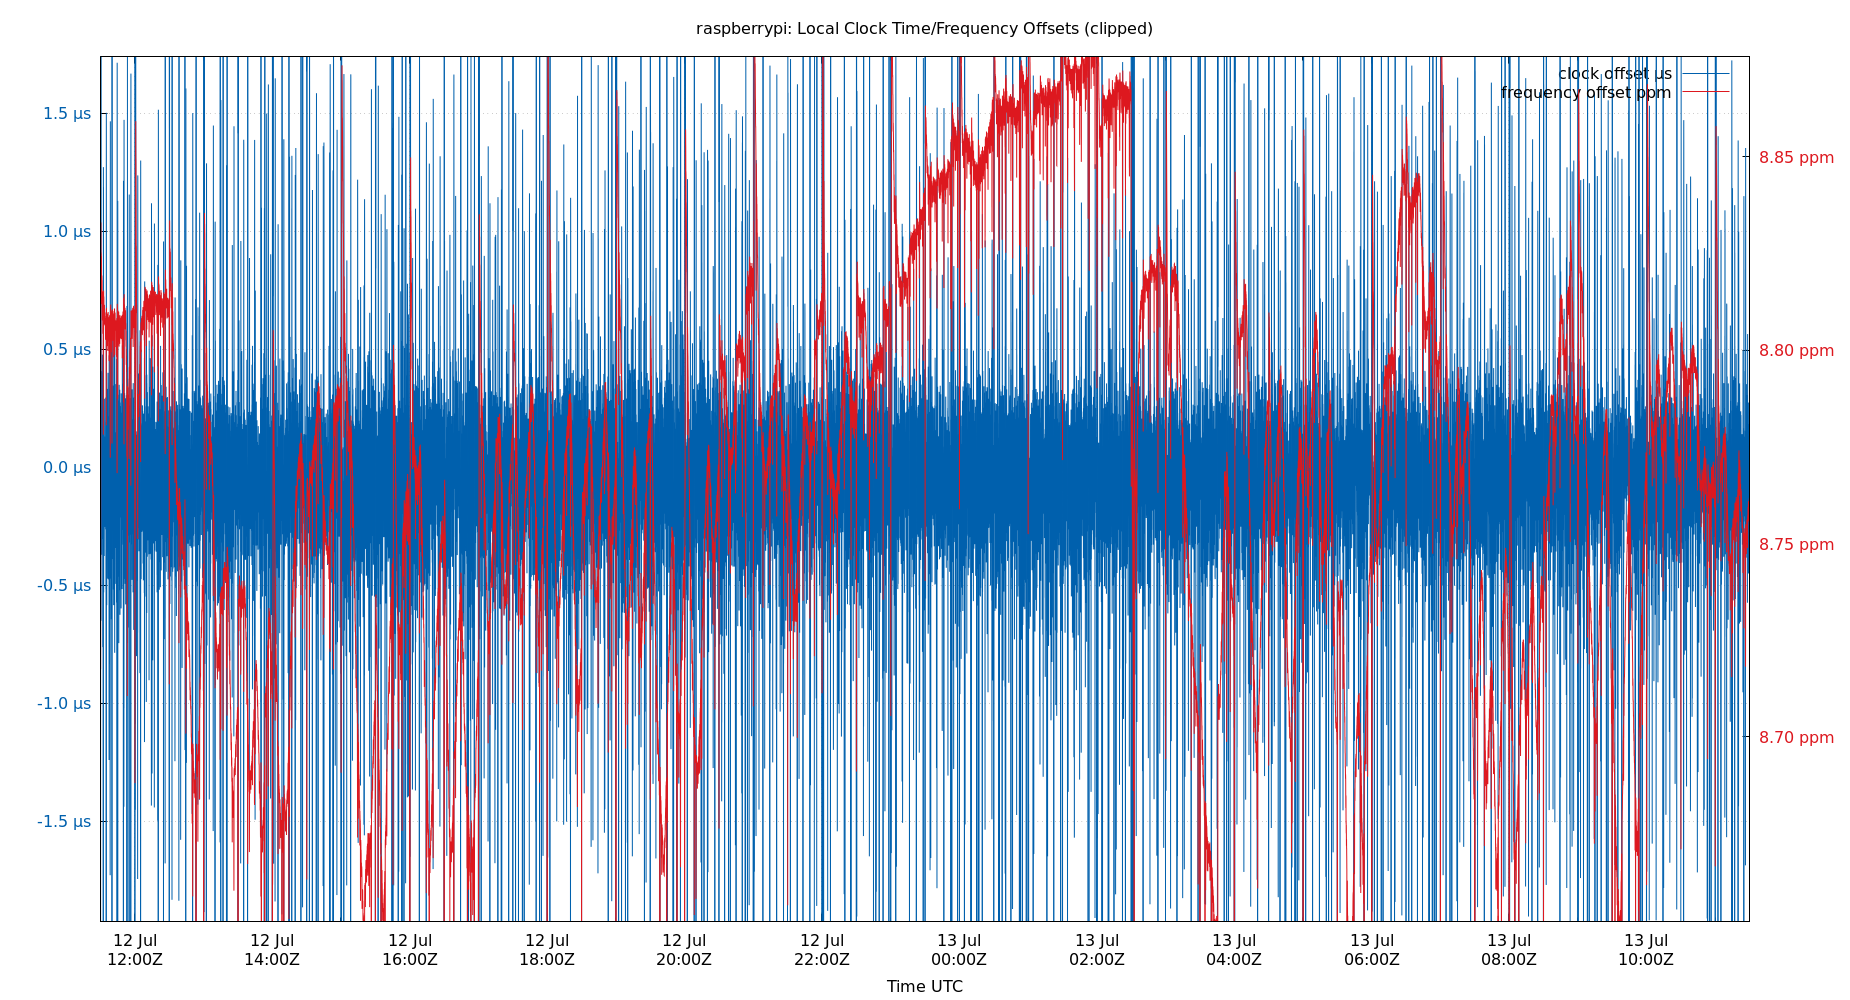 raspberrypi: Local Clock Time/Frequency Offsets (clipped)
clock offset µs
frequency offset ppm
1.5 µs
1.0 µs
0.5 µs
0.0 µs
-0.5 µs
-1.0 µs
-1.5 µs
8.85 ppm
8.80 ppm
8.75 ppm
8.70 ppm
12 Jul 12 Jul 12 Jul 12 Jul 12 Jul 12 Jul 13 Jul 13 Jul 13 Jul 13 Jul 13 Jul 13 Jul
12:00Z 14:00Z 16:00Z 18:00Z 20:00Z 22:00Z 00:00Z 02:00Z 04:00Z 06:00Z 08:00Z 10:00Z
Time UTC